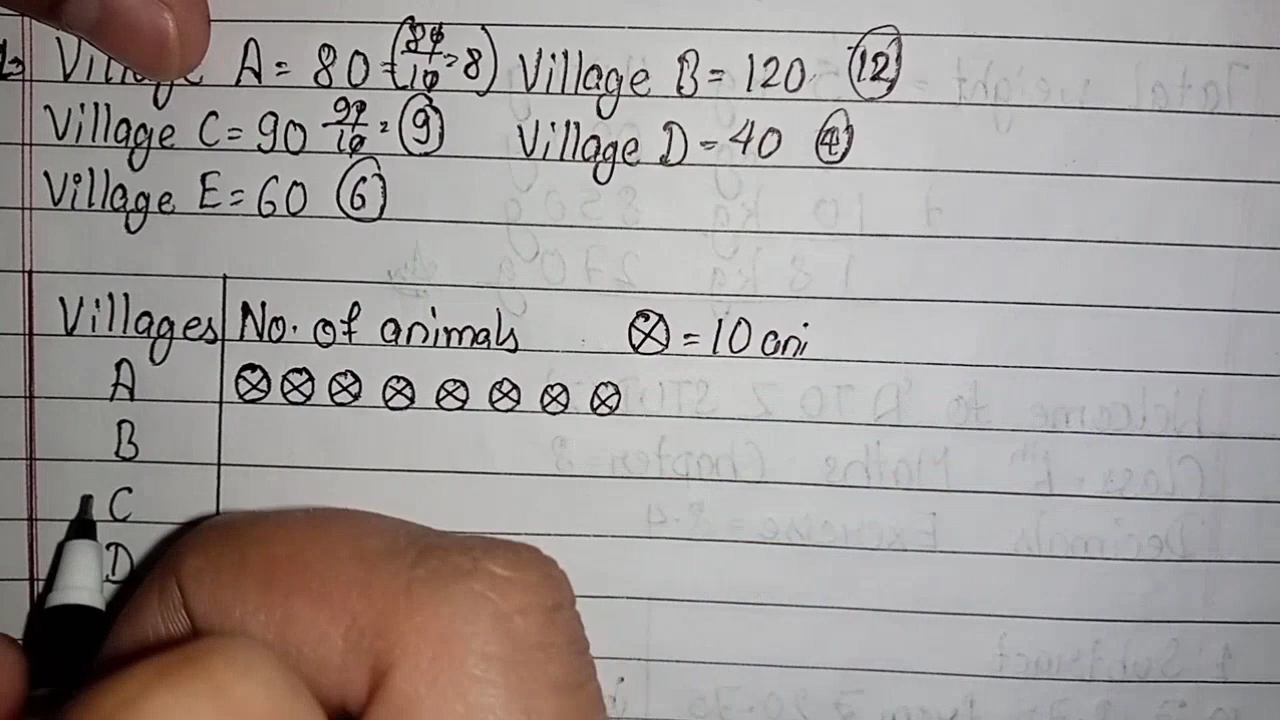 Village A = 80 = (80/10 = 8) Village B = 120 (12)
Village C = 90 90/10 = (9) Village D = 40 (4)
Village E = 60 (6)
Villages No. of animals ⊗ = 10 ani
A ⊗ ⊗ ⊗ ⊗ ⊗ ⊗ ⊗ ⊗
B
C
D